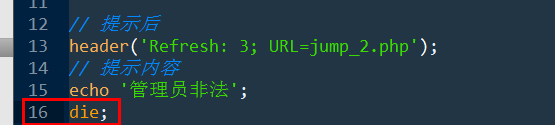 11
12 // 提示后
13 header('Refresh: 3; URL=jump_2.php');
14 // 提示内容
15 echo '管理员非法';
16 die;